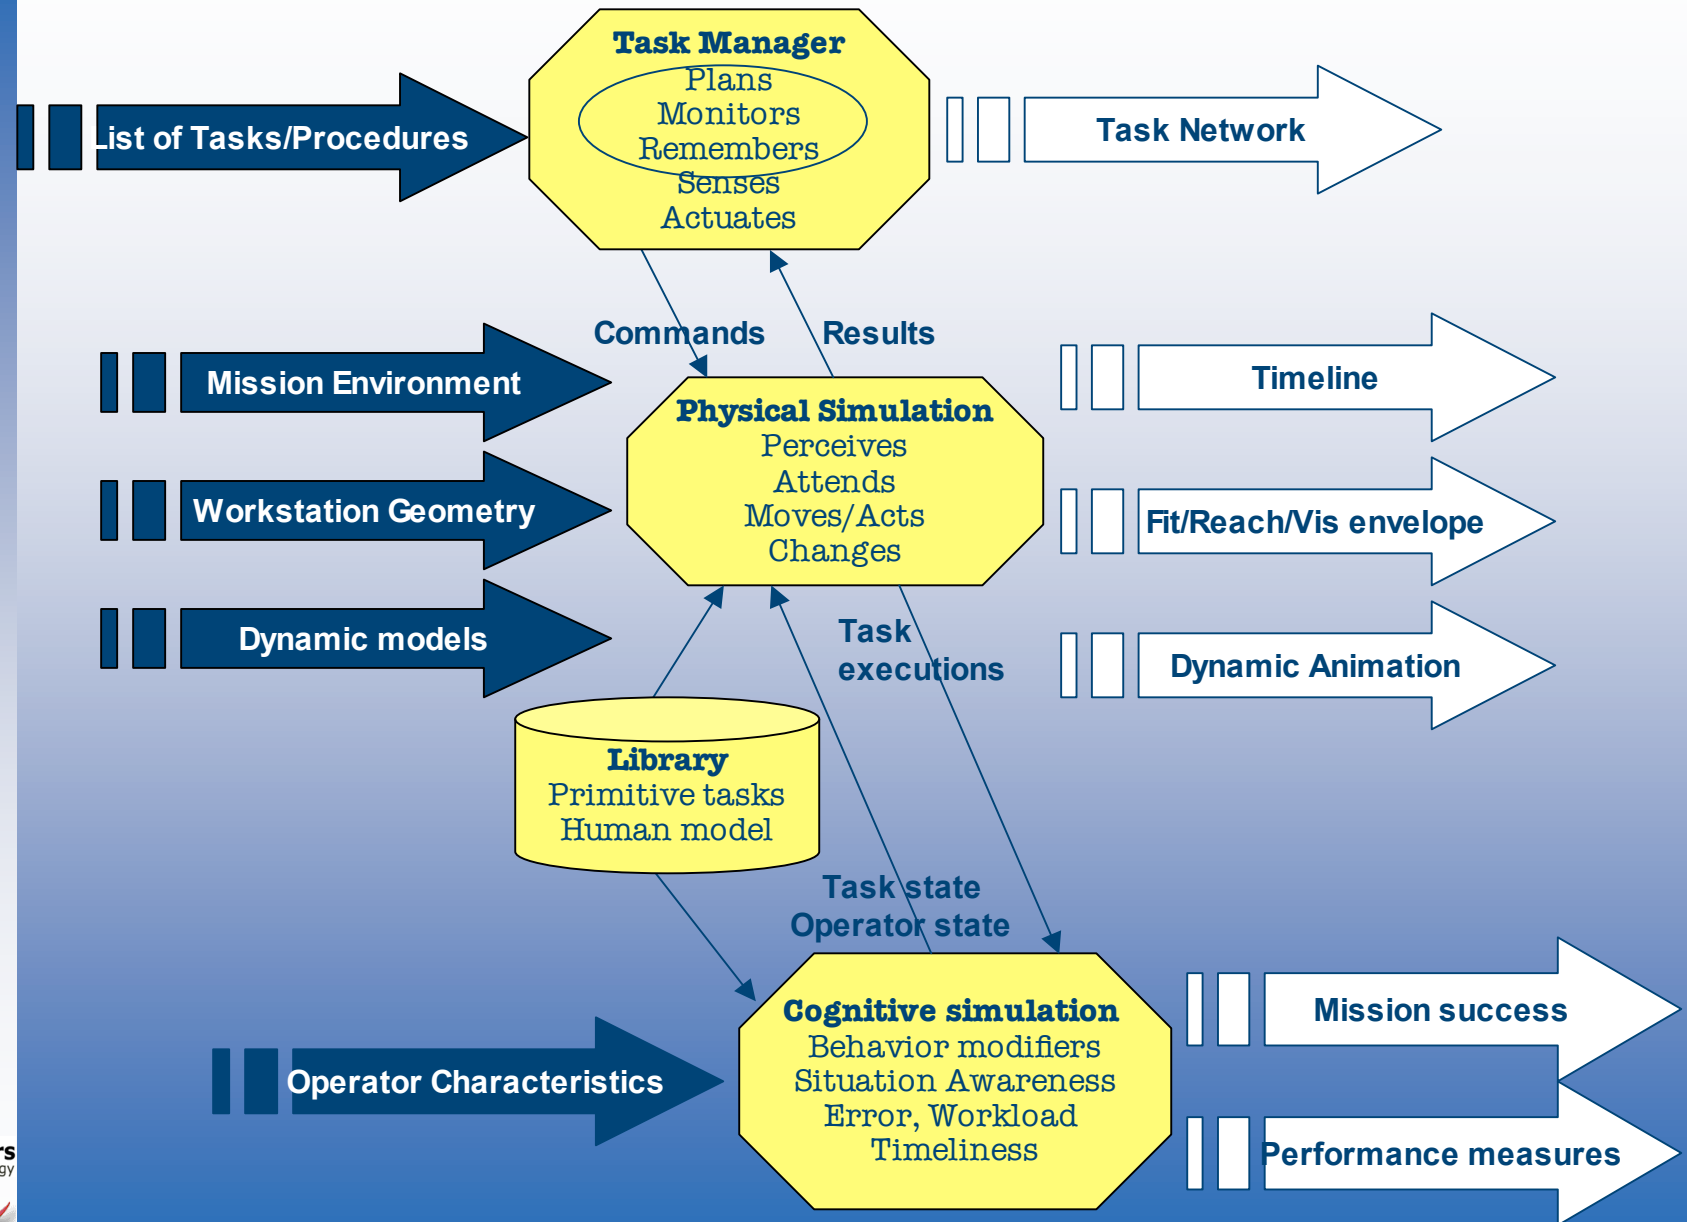 Task Manager
Plans
Monitors
Remembers
Senses
Actuates
List of Tasks/Procedures
Task Network
Commands
Results
Mission Environment
Workstation Geometry
Dynamic models
Physical Simulation
Perceives
Attends
Moves/Acts
Changes
Timeline
Fit/Reach/Vis envelope
Dynamic Animation
Task
executions
Library
Primitive tasks
Human model
Task state
Operator state
Operator Characteristics
Cognitive simulation
Behavior modifiers
Situation Awareness
Error, Workload
Timeliness
Mission success
Performance measures